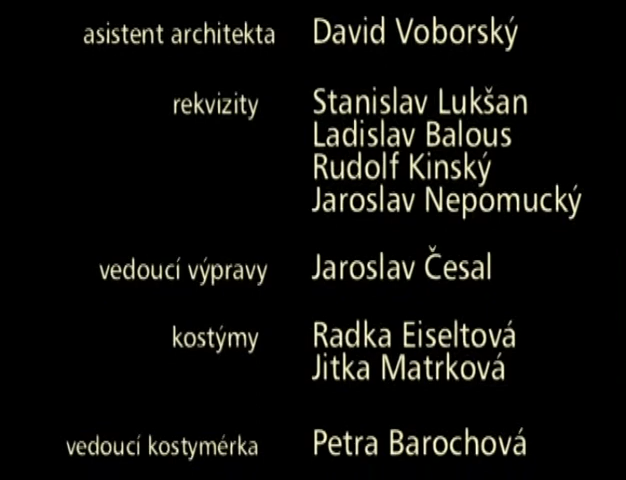 asistent architekta David Voborský
rekvizity Stanislav Lukšan
Ladislav Balous
Rudolf Kinský
Jaroslav Nepomucký
vedoucí výpravy Jaroslav Česal
kostýmy Radka Eiseltová
Jitka Matrková
vedoucí kostymérka Petra Barochová